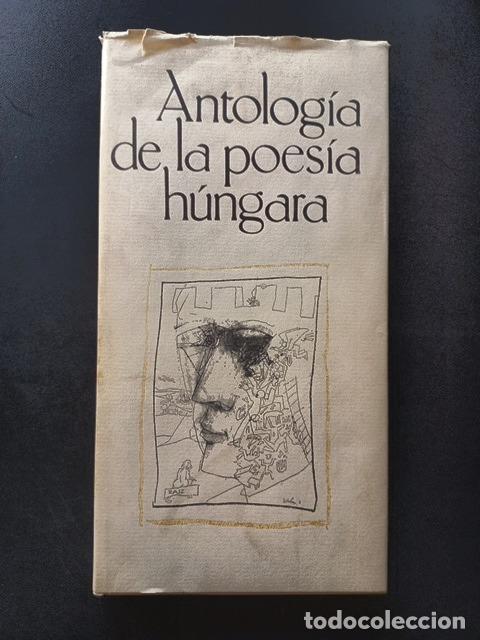 Antología
de la poesía
húngara
todocoleccion